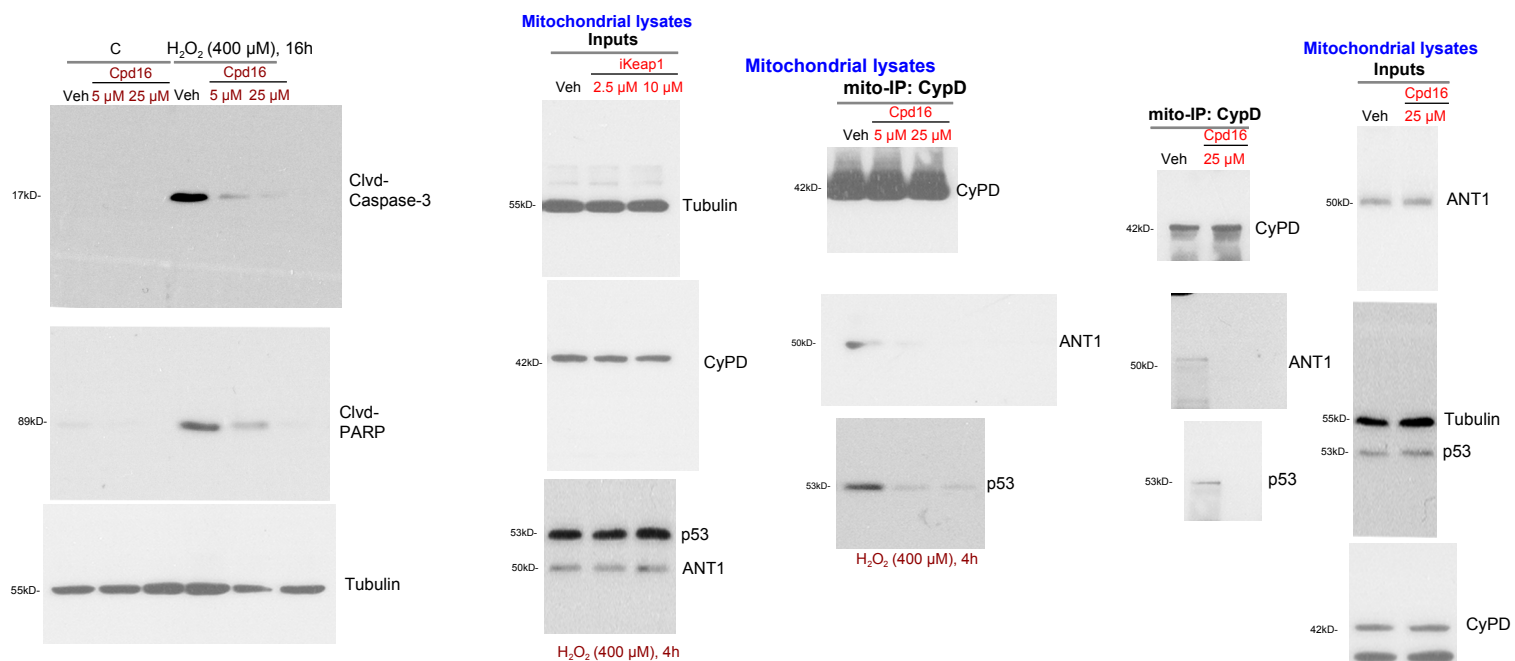 C
H₂O₂ (400 µM), 16h
Cpd16
Cpd16
Veh 5 µM 25 µM
Veh 5 µM 25 µM
17kD-
Clvd-
Caspase-3
89kD-
Clvd-
PARP
55kD-
Tubulin
Mitochondrial lysates
Inputs
iKeap1
Veh 2.5 µM 10 µM
55kD-
Tubulin
42kD-
CyPD
53kD-
p53
50kD-
ANT1
H₂O₂ (400 µM), 4h
Mitochondrial lysates
mito-IP: CypD
Cpd16
Veh 5 µM 25 µM
42kD-
CyPD
50kD-
ANT1
53kD-
p53
H₂O₂ (400 µM), 4h
mito-IP: CypD
Cpd16
Veh 25 µM
42kD-
CyPD
50kD-
ANT1
53kD-
p53
Mitochondrial lysates
Inputs
Cpd16
Veh 25 µM
50kD-
ANT1
55kD-
Tubulin
53kD-
p53
42kD-
CyPD